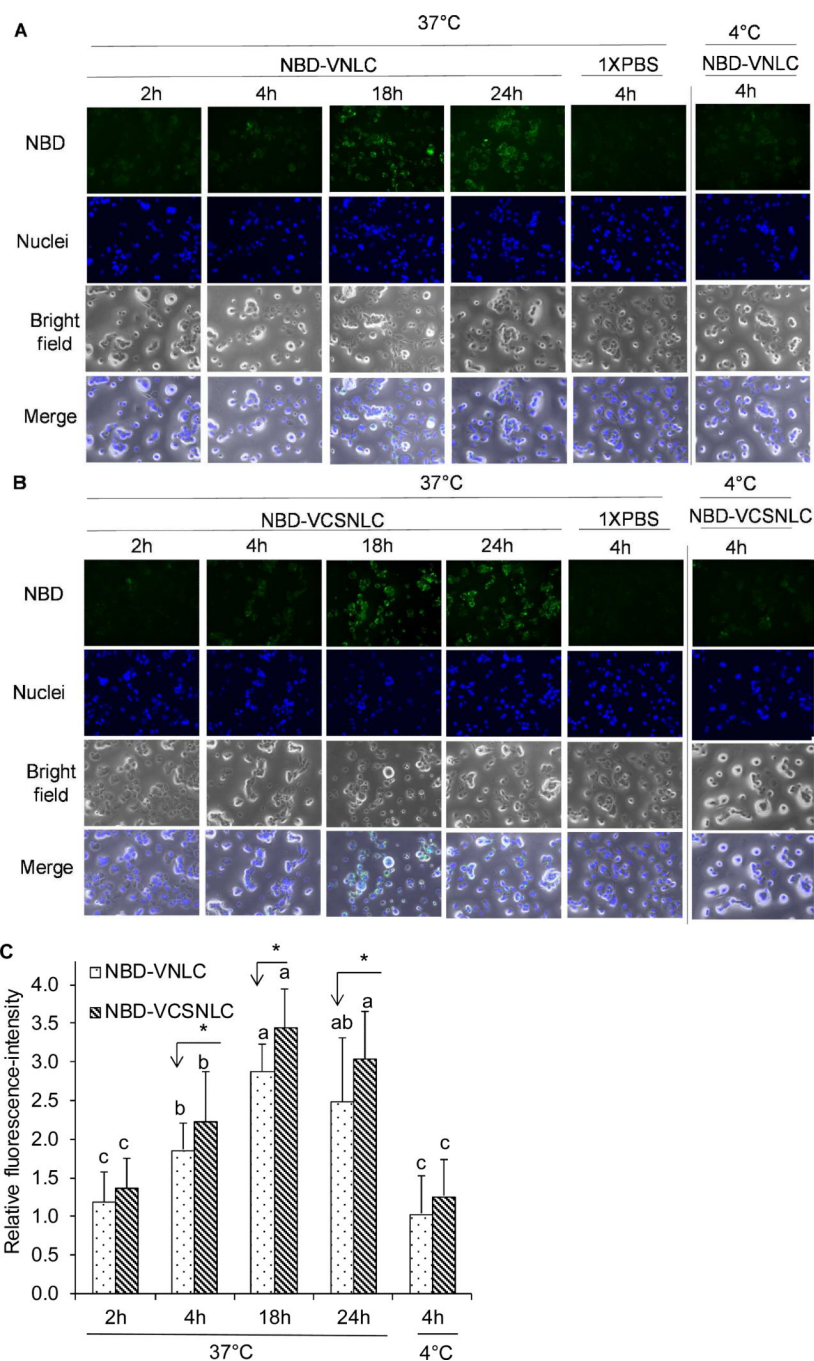 A
37°C
4°C
NBD-VNLC
1XPBS
NBD-VNLC
2h
4h
18h
24h
4h
4h
NBD
Nuclei
Bright
field
Merge
B
37°C
4°C
NBD-VCSNLC
1XPBS
NBD-VCSNLC
2h
4h
18h
24h
4h
4h
NBD
Nuclei
Bright
field
Merge
C
Relative fluorescence-intensity
4.0
3.5
3.0
2.5
2.0
1.5
1.0
0.5
0.0
NBD-VNLC
NBD-VCSNLC
c
c
*
b
b
*
a
a
*
ab
a
c
c
2h
4h
18h
24h
4h
37°C
4°C